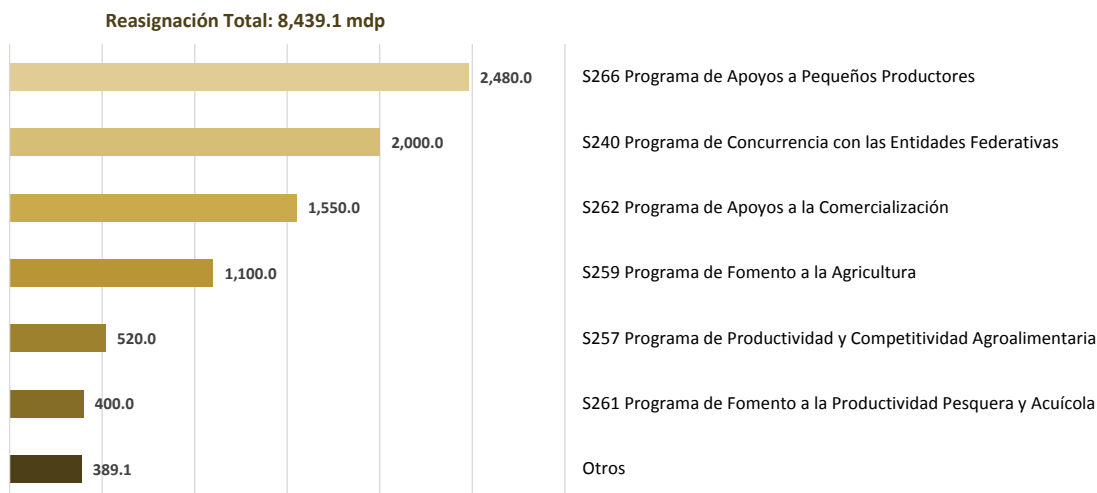 Reasignación Total: 8,439.1 mdp
2,480.0 S266 Programa de Apoyos a Pequeños Productores
2,000.0 S240 Programa de Concurrencia con las Entidades Federativas
1,550.0 S262 Programa de Apoyos a la Comercialización
1,100.0 S259 Programa de Fomento a la Agricultura
520.0 S257 Programa de Productividad y Competitividad Agroalimentaria
400.0 S261 Programa de Fomento a la Productividad Pesquera y Acuícola
389.1 Otros